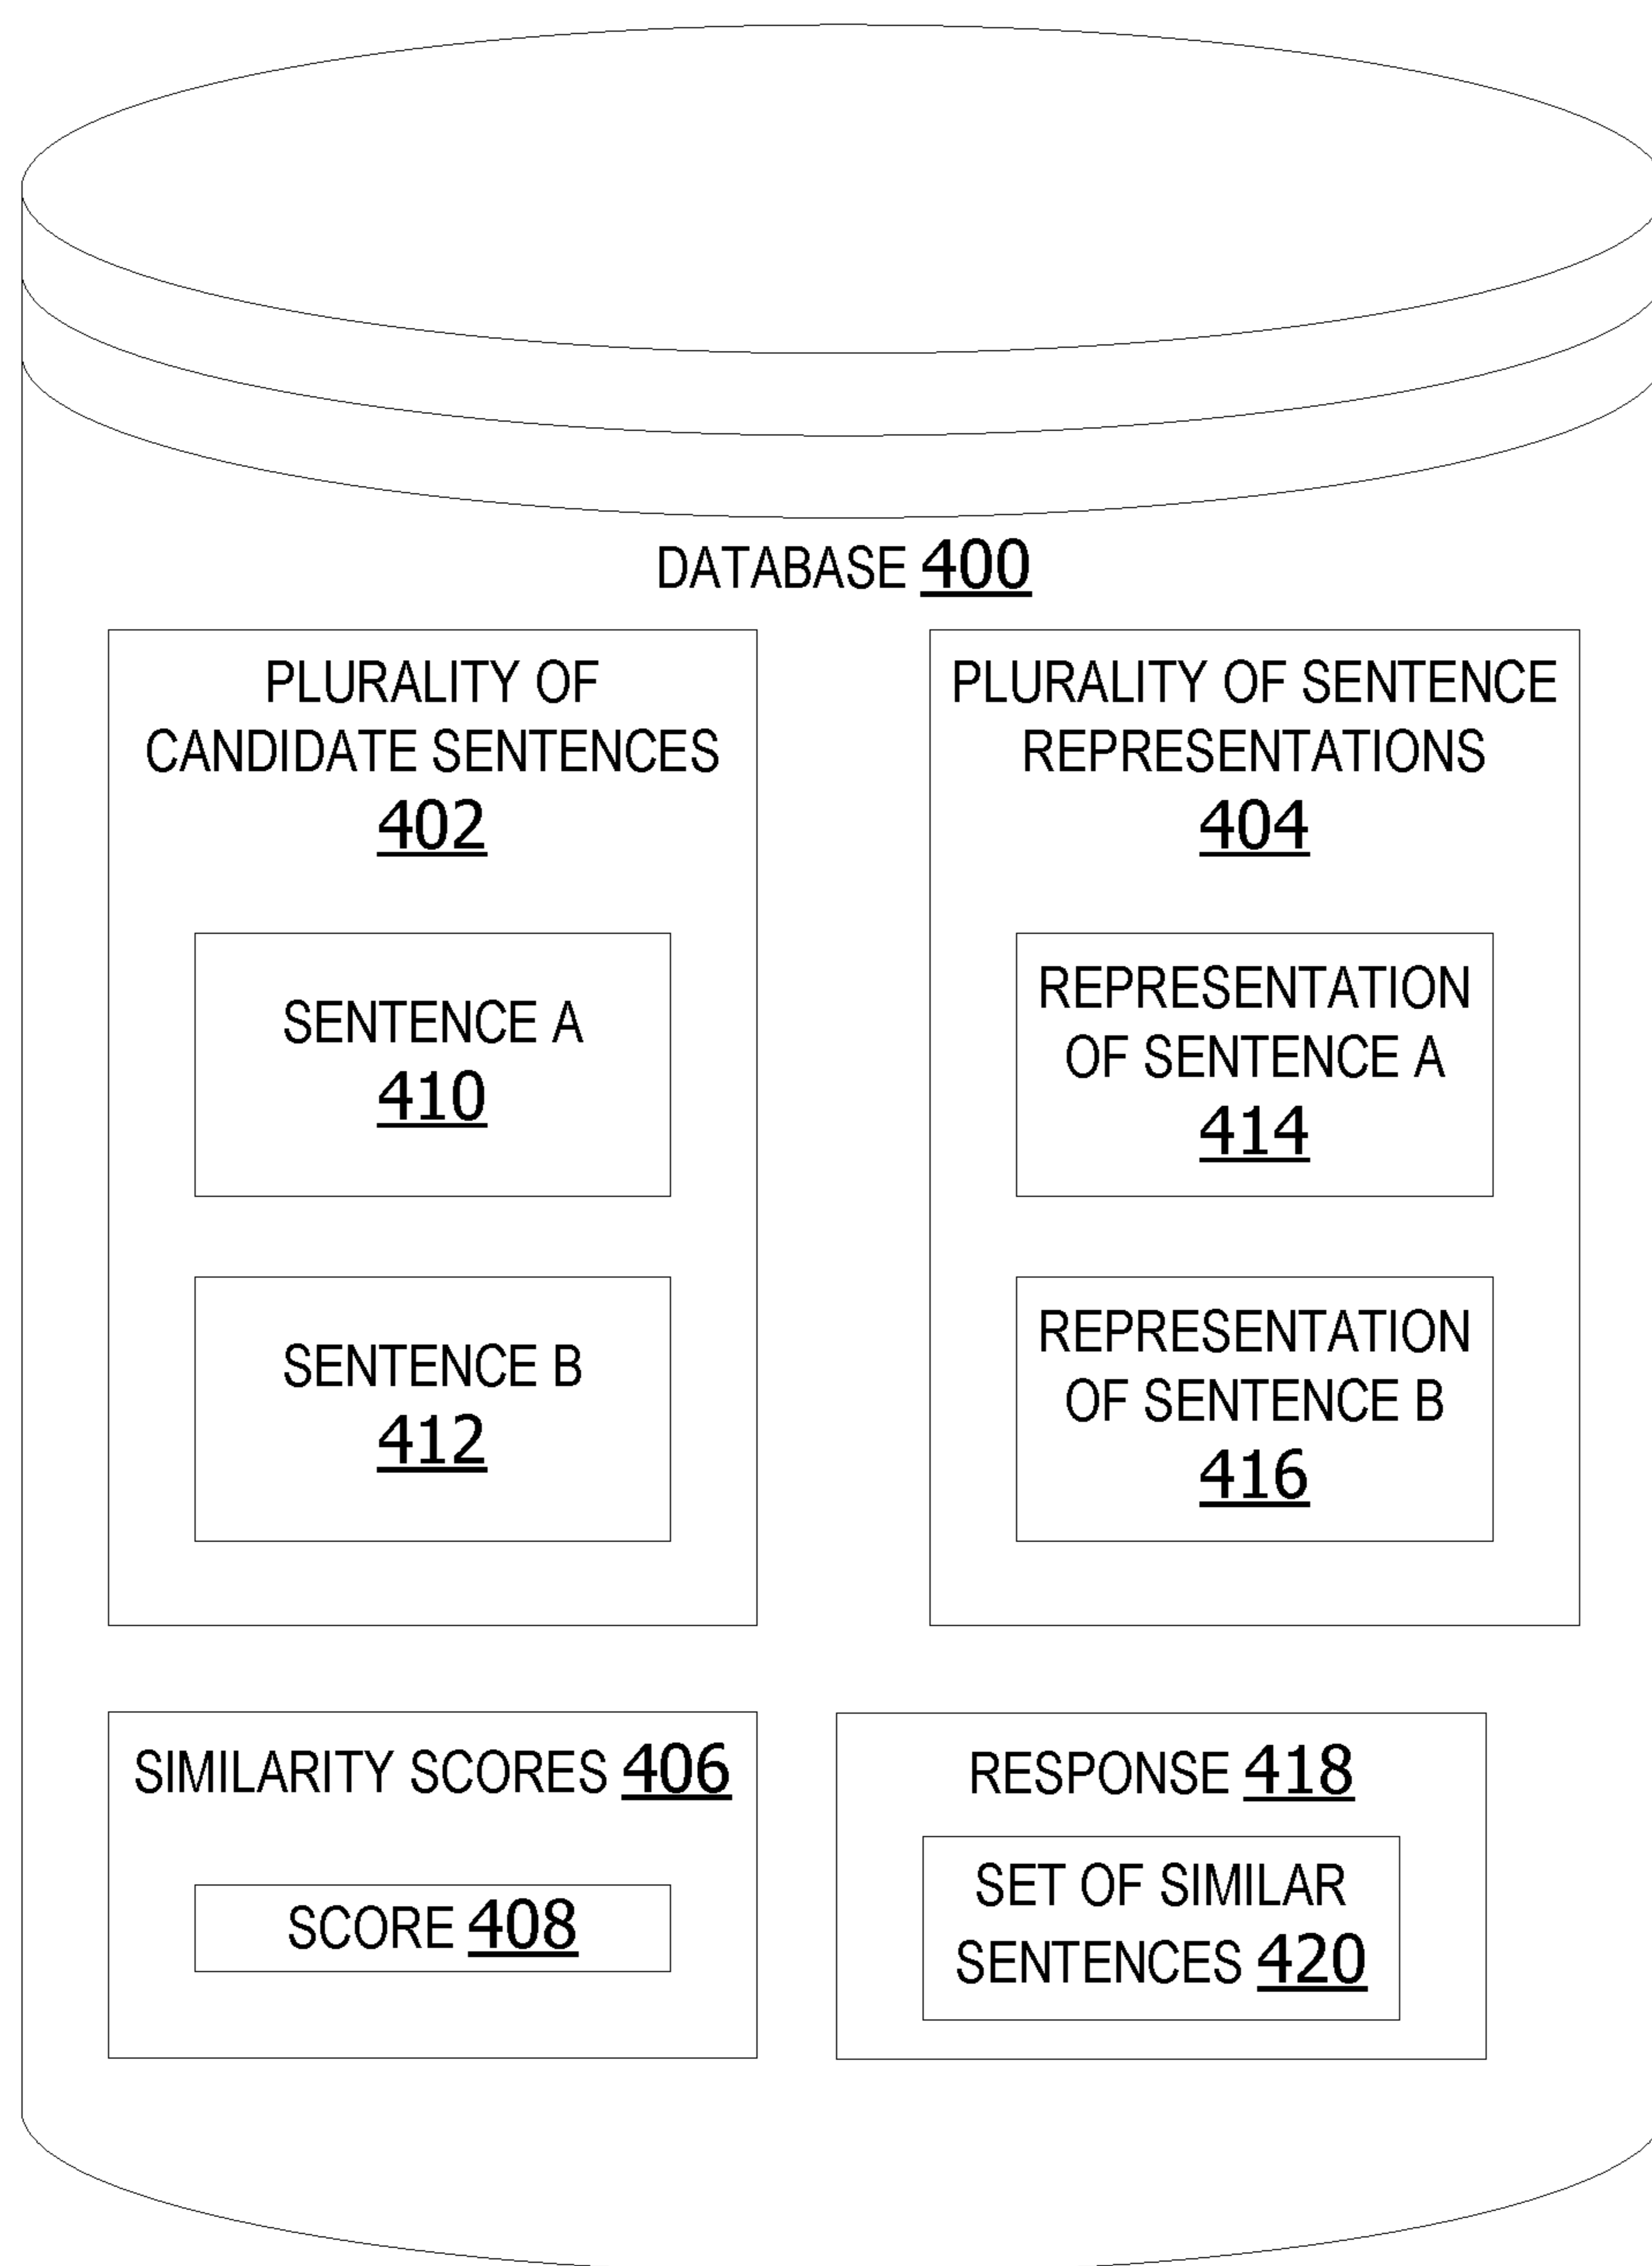 DATABASE 400
PLURALITY OF
CANDIDATE SENTENCES
402
SENTENCE A
410
SENTENCE B
412
PLURALITY OF SENTENCE
REPRESENTATIONS
404
REPRESENTATION
OF SENTENCE A
414
REPRESENTATION
OF SENTENCE B
416
SIMILARITY SCORES 406
SCORE 408
RESPONSE 418
SET OF SIMILAR
SENTENCES 420